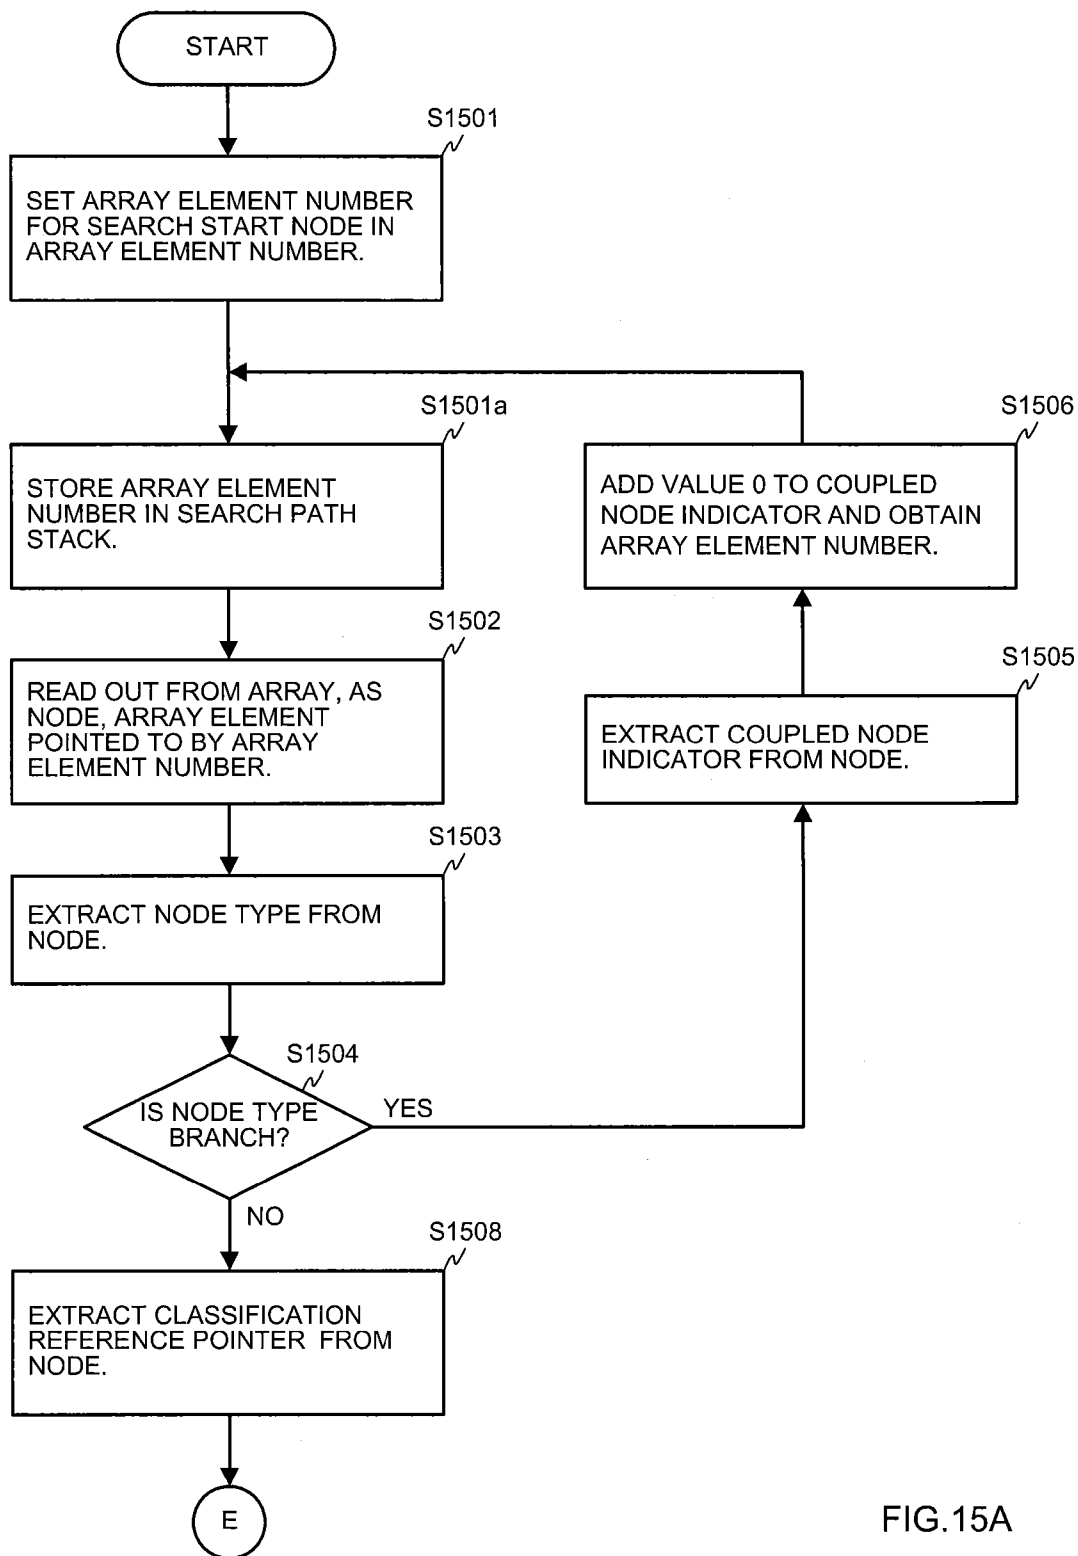 START
S1501
SET ARRAY ELEMENT NUMBER
FOR SEARCH START NODE IN
ARRAY ELEMENT NUMBER.
S1501a
STORE ARRAY ELEMENT
NUMBER IN SEARCH PATH
STACK.
S1502
READ OUT FROM ARRAY, AS
NODE, ARRAY ELEMENT
POINTED TO BY ARRAY
ELEMENT NUMBER.
S1503
EXTRACT NODE TYPE FROM
NODE.
S1504
IS NODE TYPE
BRANCH?
YES
NO
S1505
EXTRACT COUPLED NODE
INDICATOR FROM NODE.
S1506
ADD VALUE 0 TO COUPLED
NODE INDICATOR AND OBTAIN
ARRAY ELEMENT NUMBER.
S1508
EXTRACT CLASSIFICATION
REFERENCE POINTER FROM
NODE.
E
FIG.15A